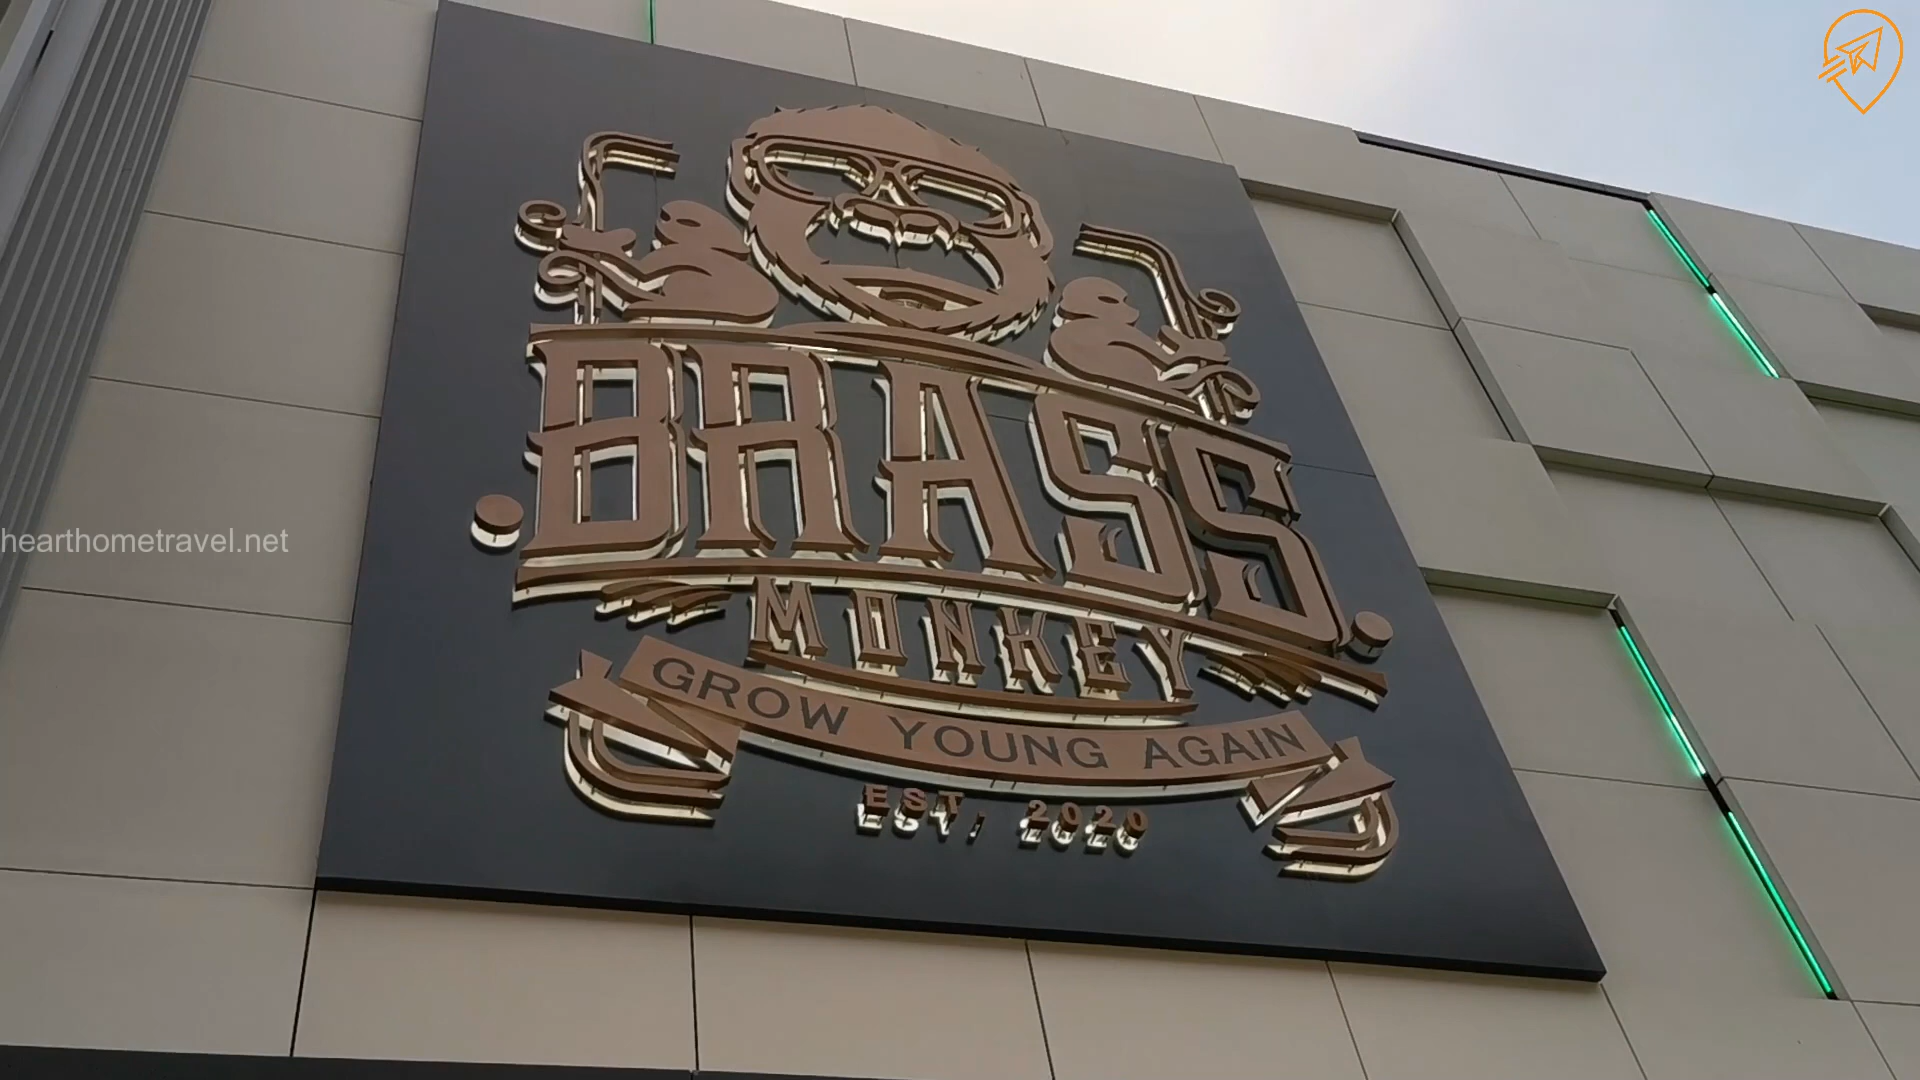 BRASS
MONKEY
GROW YOUNG AGAIN
EST, 2020
hearthometravel.net